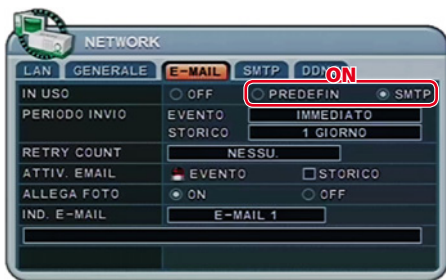 NETWORK
LAN GENERALE E-MAIL SMTP DDN
ON
IN USO OFF PREDEFIN SMTP
PERIODO INVIO EVENTO IMMEDIATO
STORICO 1 GIORNO
RETRY COUNT NESSU.
ATTIV. EMAIL EVENTO STORICO
ALLEGA FOTO ON OFF
IND. E-MAIL E-MAIL 1